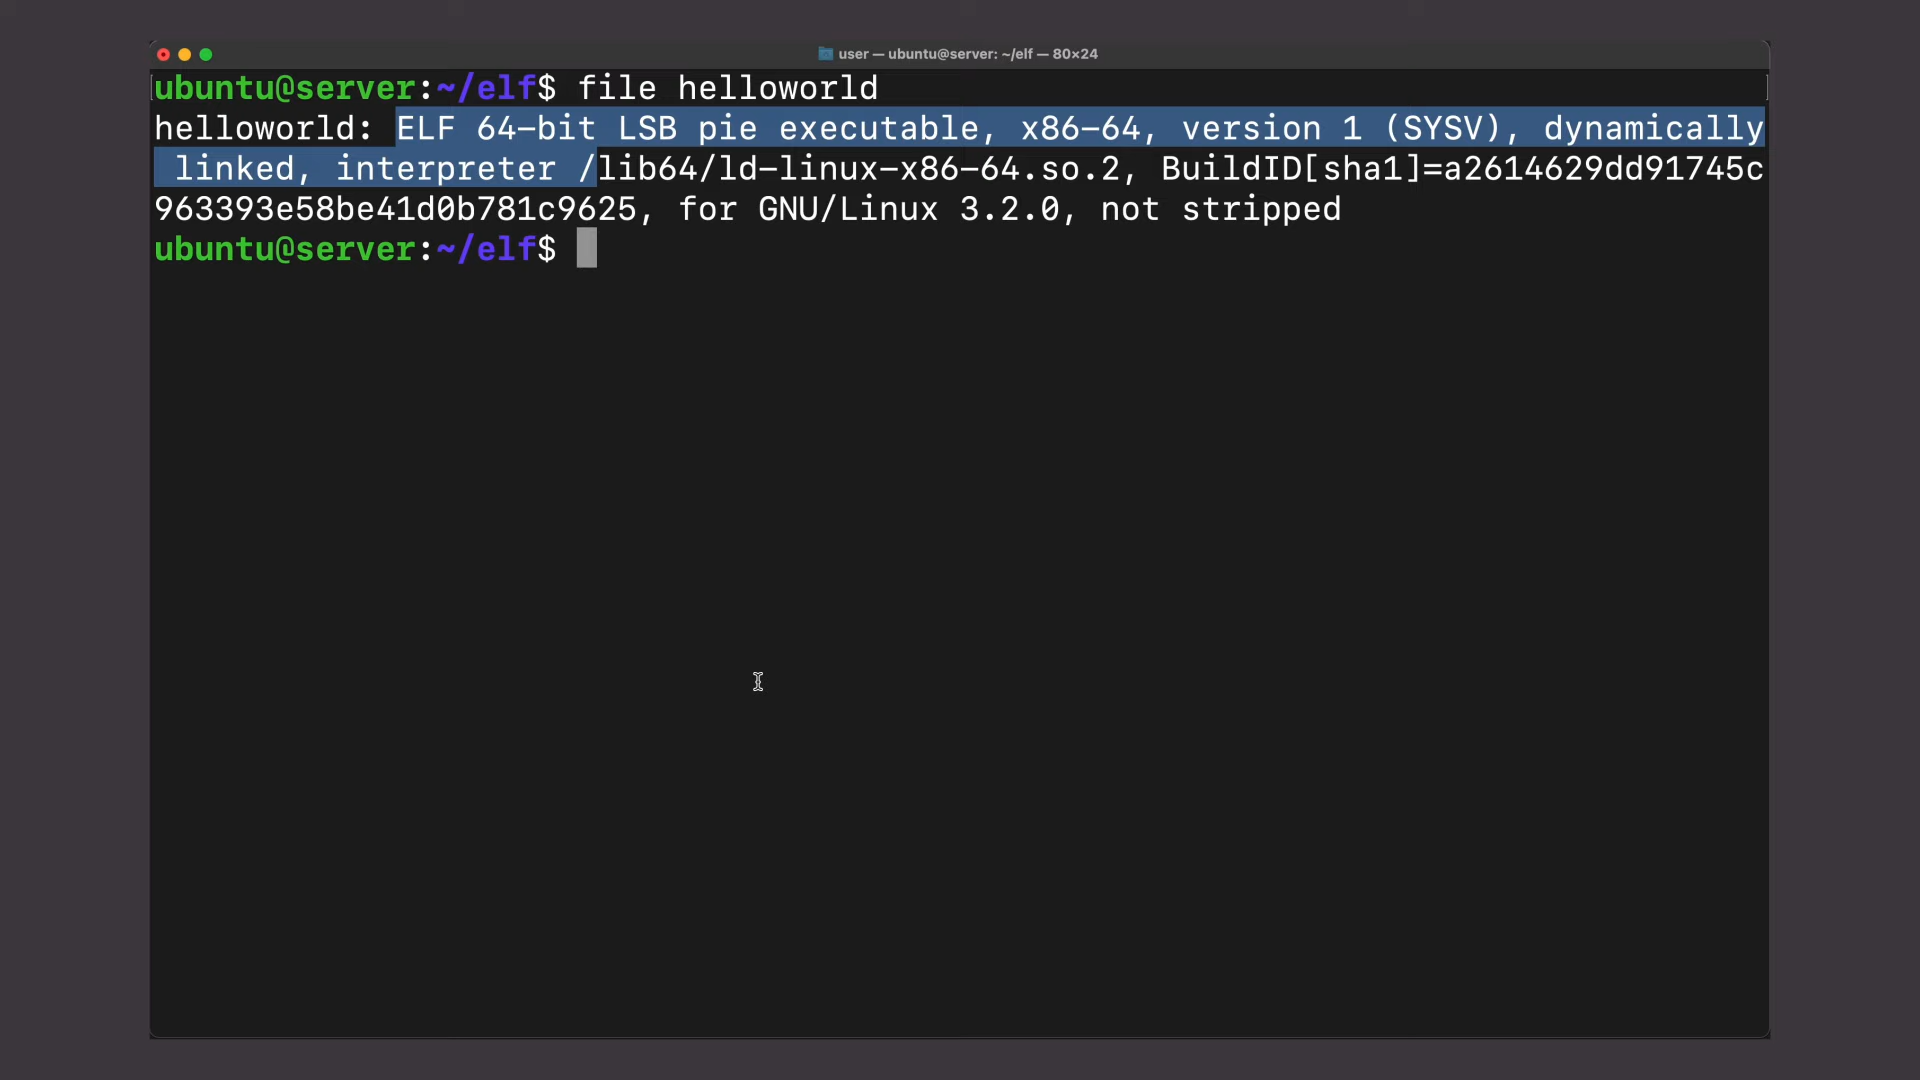 user — ubuntu@server: ~/elf — 80×24
ubuntu@server:~/elf$ file helloworld
helloworld: ELF 64-bit LSB pie executable, x86-64, version 1 (SYSV), dynamically
linked, interpreter /lib64/ld-linux-x86-64.so.2, BuildID[sha1]=a2614629dd91745c
963393e58be41d0b781c9625, for GNU/Linux 3.2.0, not stripped
ubuntu@server:~/elf$